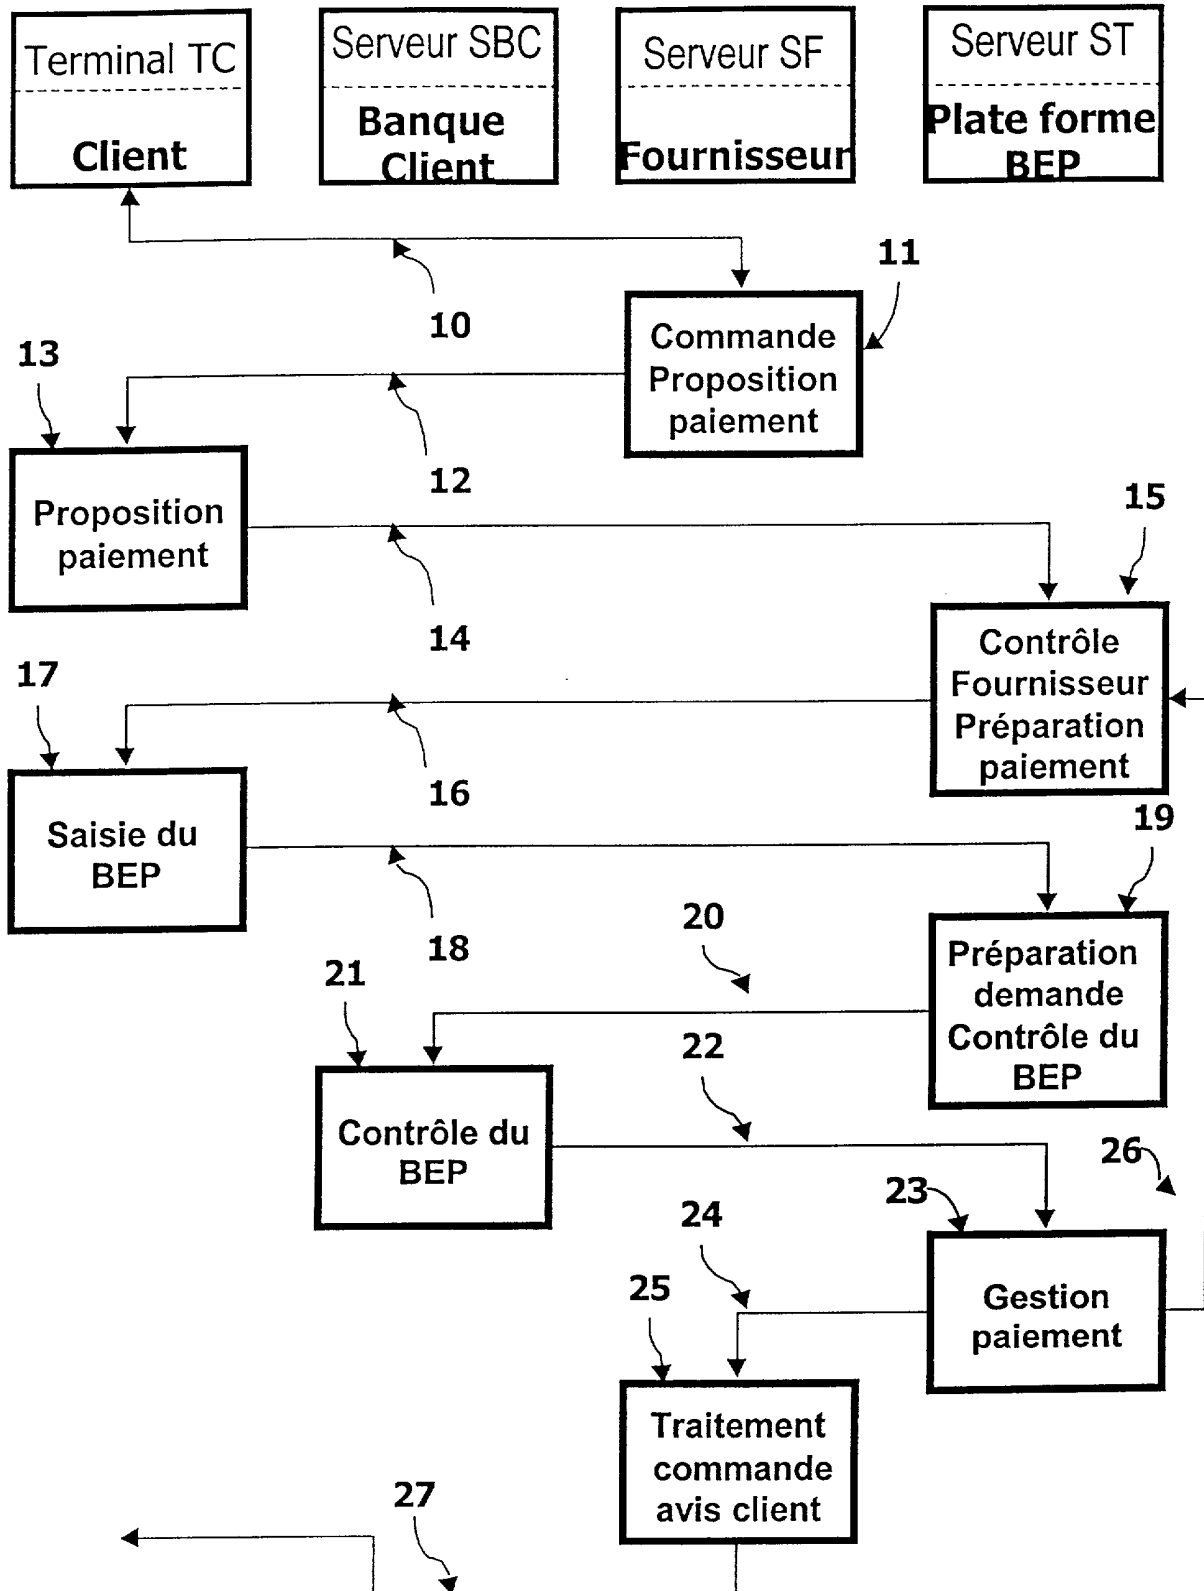 Terminal TC
Client
Serveur SBC
Banque
Client
Serveur SF
Fournisseur
Serveur ST
Plate forme
BEP
10
11
Commande
Proposition
paiement
12
13
Proposition
paiement
14
15
Contrôle
Fournisseur
Préparation
paiement
16
17
Saisie du
BEP
18
19
Préparation
demande
Contrôle du
BEP
20
21
Contrôle du
BEP
22
23
Gestion
paiement
26
24
25
Traitement
commande
avis client
27